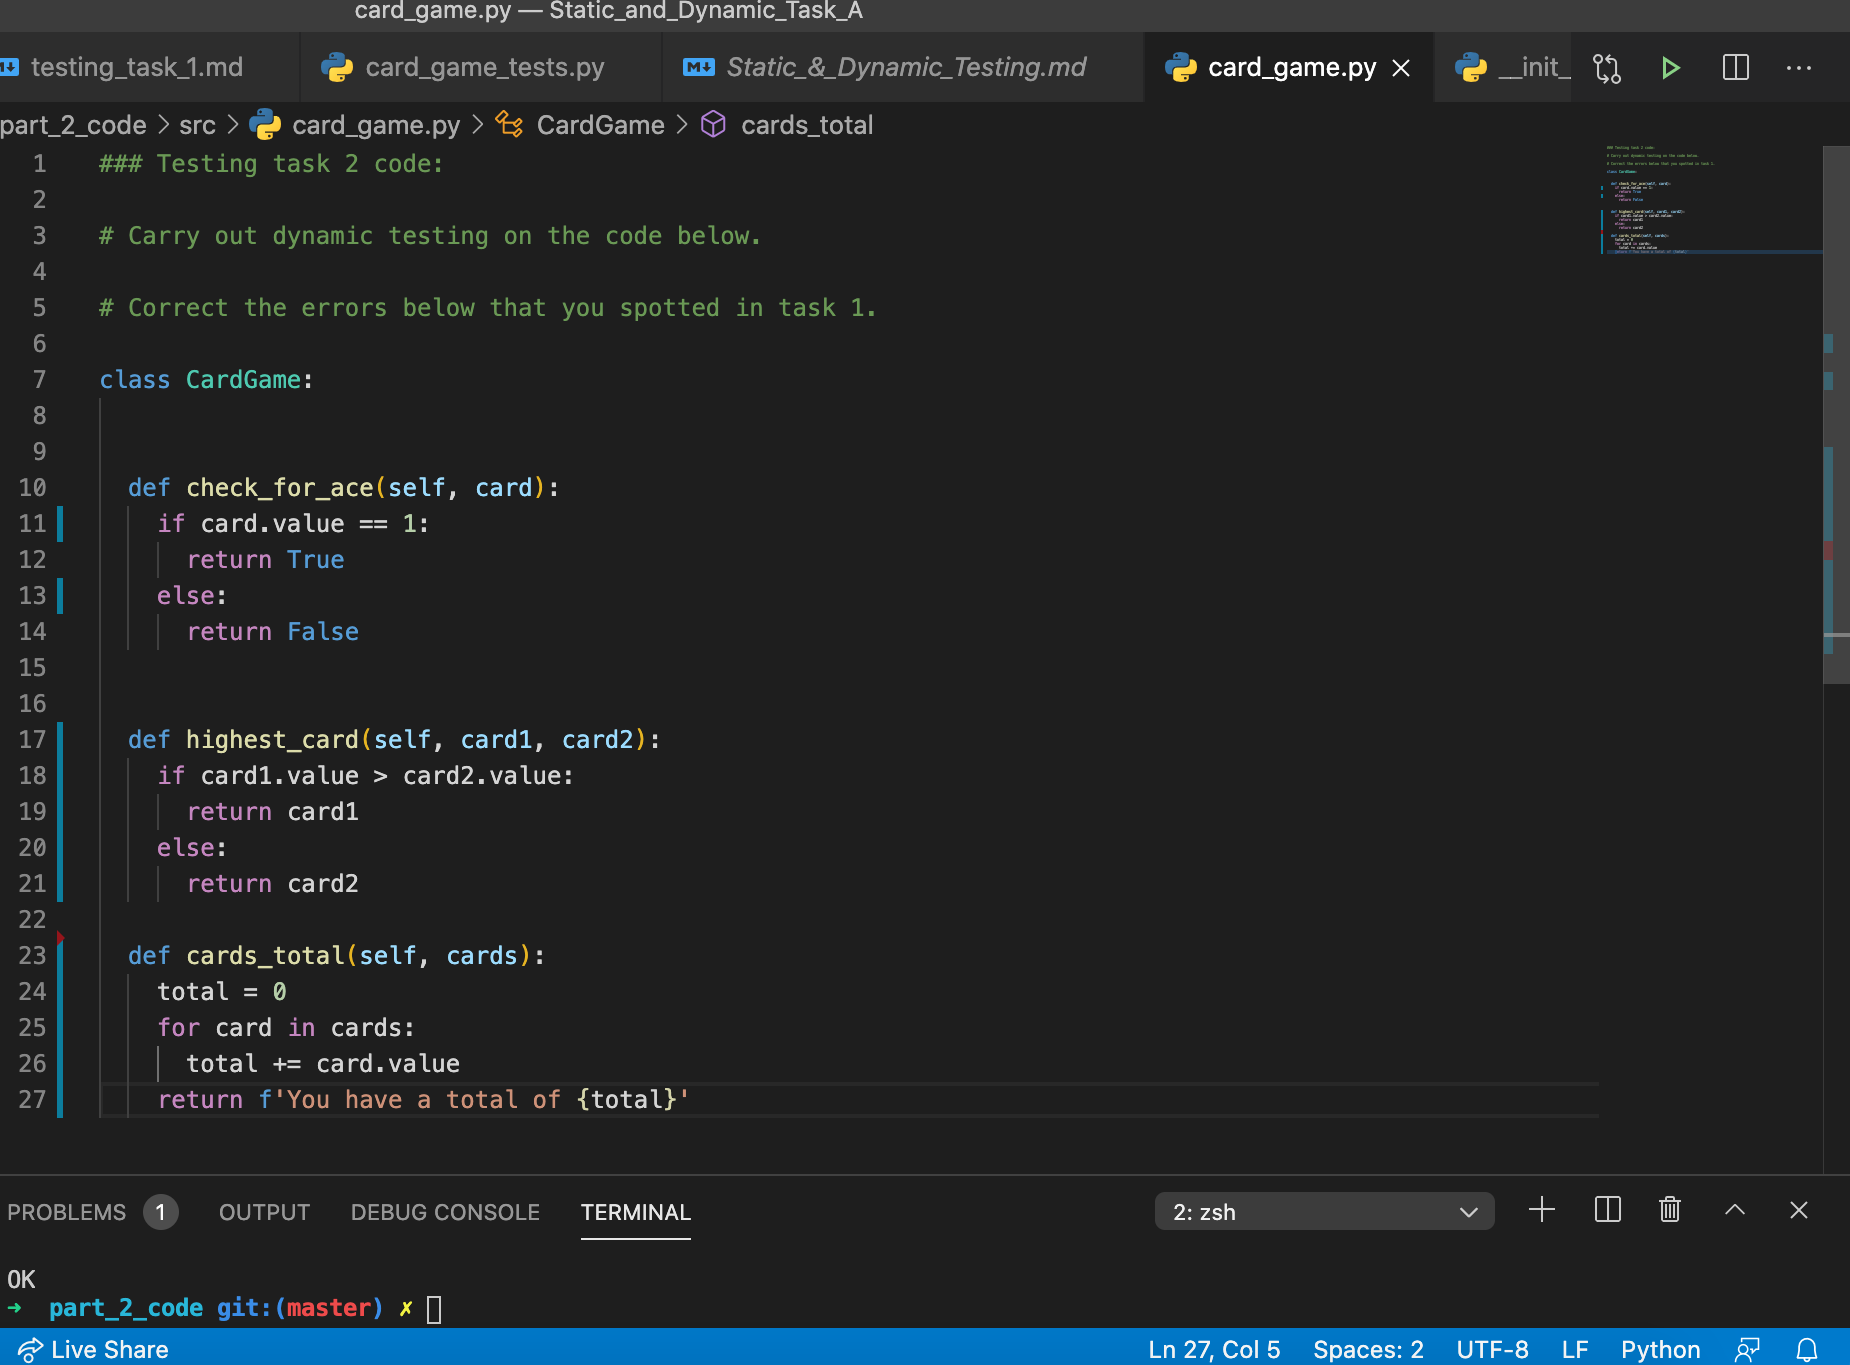 card_game.py — Static_and_Dynamic_Task_A
testing_task_1.md card_game_tests.py Static_&_Dynamic_Testing.md card_game.py __init_
part_2_code > src > card_game.py > CardGame > cards_total
1 ### Testing task 2 code:
2
3 # Carry out dynamic testing on the code below.
4
5 # Correct the errors below that you spotted in task 1.
6
7 class CardGame:
8
9
10 def check_for_ace(self, card):
11 if card.value == 1:
12 return True
13 else:
14 return False
15
16
17 def highest_card(self, card1, card2):
18 if card1.value > card2.value:
19 return card1
20 else:
21 return card2
22
23 def cards_total(self, cards):
24 total = 0
25 for card in cards:
26 total += card.value
27 return f'You have a total of {total}'
PROBLEMS 1 OUTPUT DEBUG CONSOLE TERMINAL 2: zsh
OK
→ part_2_code git:(master) ✗
Live Share Ln 27, Col 5 Spaces: 2 UTF-8 LF Python